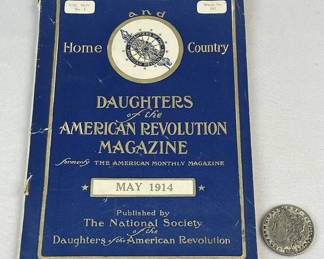 and
Home Country
DAUGHTERS
of the
AMERICAN REVOLUTION
MAGAZINE
formerly THE AMERICAN MONTHLY MAGAZINE
MAY 1914
Published by
The National Society
of the
Daughters of the American Revolution